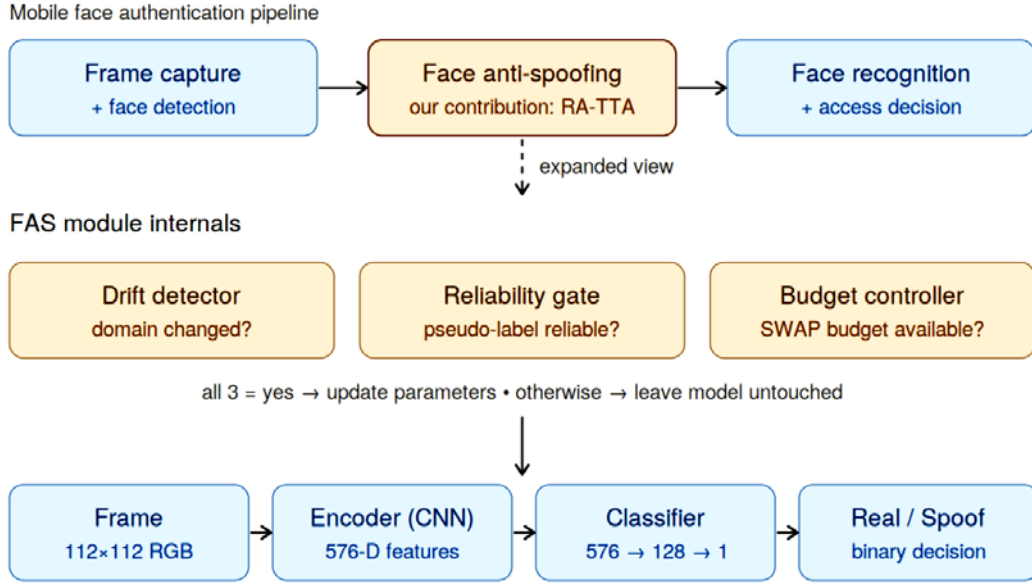 Mobile face authentication pipeline
Frame capture
+ face detection
Face anti-spoofing
our contribution: RA-TTA
Face recognition
+ access decision
expanded view
FAS module internals
Drift detector
domain changed?
Reliability gate
pseudo-label reliable?
Budget controller
SWAP budget available?
all 3 = yes → update parameters • otherwise → leave model untouched
Frame
112×112 RGB
Encoder (CNN)
576-D features
Classifier
576 → 128 → 1
Real / Spoof
binary decision